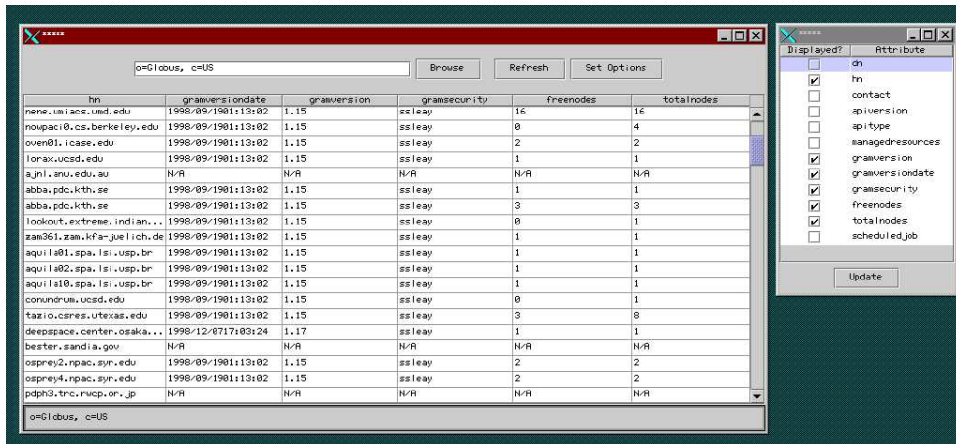 *****
o=Globus, c=US Browse Refresh Set Options
hn gramversiondate gramversion gramsecurity freenodes totalnodes
nene.umiacs.umd.edu 1998/09/1901:13:02 1.15 ssleay 16 16
nowpaci0.cs.berkeley.edu 1998/09/1901:13:02 1.15 ssleay 0 4
oven01.icase.edu 1998/09/1901:13:02 1.15 ssleay 2 2
lorax.ucsd.edu 1998/09/1901:13:02 1.15 ssleay 1 1
ajnl.anu.edu.au N/A N/A N/A N/A N/A
abba.pdc.kth.se 1998/09/1901:13:02 1.15 ssleay 1 1
abba.pdc.kth.se 1998/09/1901:13:02 1.15 ssleay 3 3
lookout.extreme.indian... 1998/09/1901:13:02 1.15 ssleay 0 1
zam361.zam.kfa-juelich.de 1998/09/1901:13:02 1.15 ssleay 1 1
aquila01.spa.lsi.usp.br 1998/09/1901:13:02 1.15 ssleay 1 1
aquila02.spa.lsi.usp.br 1998/09/1901:13:02 1.15 ssleay 1 1
aquila10.spa.lsi.usp.br 1998/09/1901:13:02 1.15 ssleay 1 1
conundrum.ucsd.edu 1998/09/1901:13:02 1.15 ssleay 0 1
tazio.csres.utexas.edu 1998/09/1901:13:02 1.15 ssleay 3 8
deepspace.center.osaka... 1998/12/0717:03:24 1.17 ssleay 1 1
bester.sandia.gov N/A N/A N/A N/A N/A
osprey2.npac.syr.edu 1998/09/1901:13:02 1.15 ssleay 2 2
osprey4.npac.syr.edu 1998/09/1901:13:02 1.15 ssleay 2 2
pdph3.trc.rwcp.or.jp N/A N/A N/A N/A N/A
o=Globus, c=US
*****
Displayed? Attribute
dn
hn
contact
apiversion
apitype
managedresources
gramversion
gramversiondate
gramsecurity
freenodes
totalnodes
scheduledjob
Update